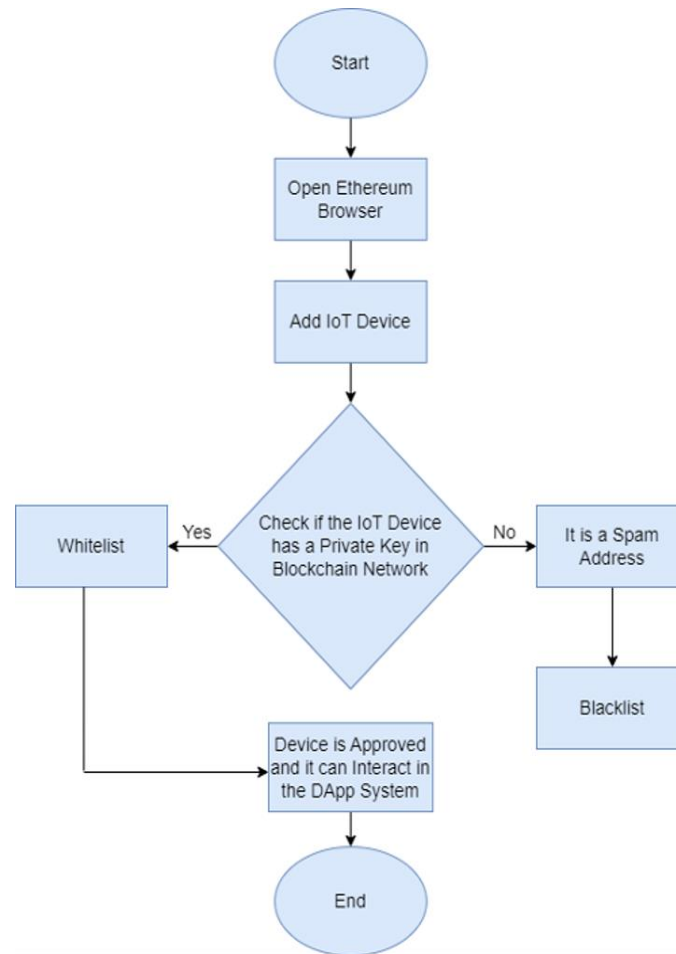 Start
Open Ethereum
Browser
Add IoT Device
Check if the IoT Device
has a Private Key in
Blockchain Network
Yes
No
Whitelist
It is a Spam
Address
Blacklist
Device is Approved
and it can Interact in
the DApp System
End